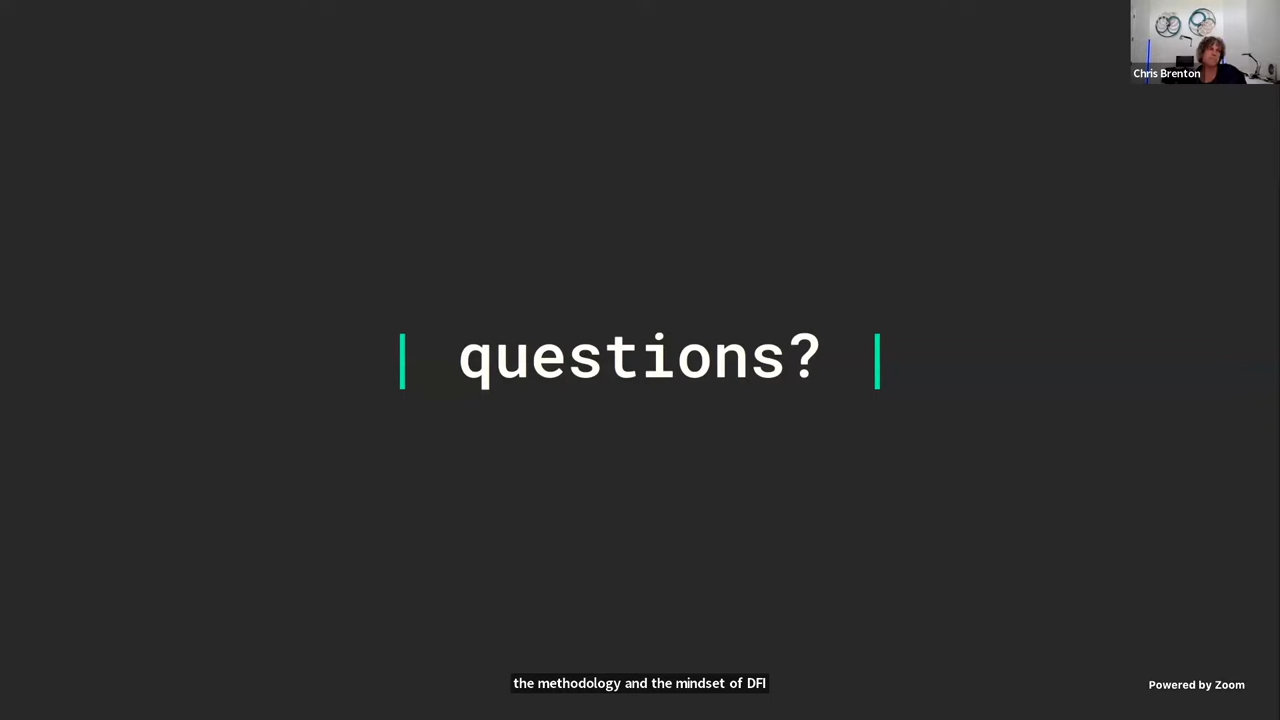 Chris Brenton
| questions? |
the methodology and the mindset of DFI
Powered by Zoom